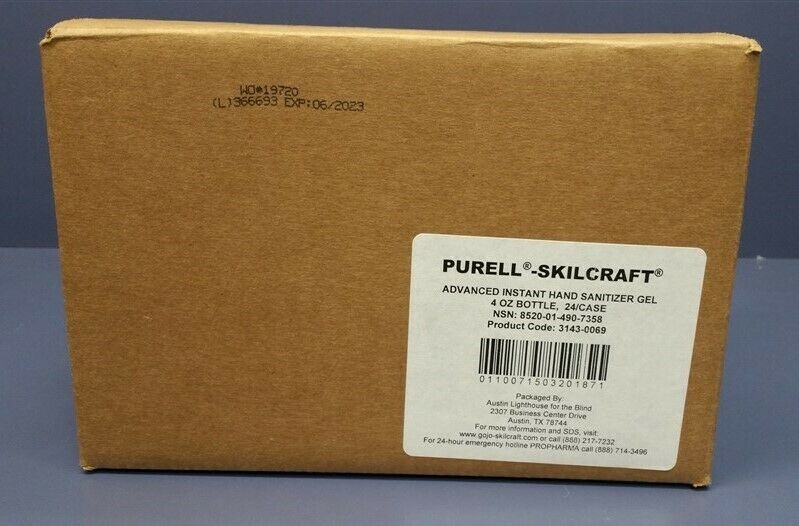 WO#19720
(L)366693 EXP:06/2023
PURELL®-SKILCRAFT®
ADVANCED INSTANT HAND SANITIZER GEL
4 OZ BOTTLE, 24/CASE
NSN: 8520-01-490-7358
Product Code: 3143-0069
0110071503201871
Packaged By:
Austin Lighthouse for the Blind
2307 Business Center Drive
Austin, TX 78744
For more information and SDS, visit:
www.gojo-skilcraft.com or call (888) 217-7232
For 24-hour emergency hotline PROPHARMA call (888) 714-3496